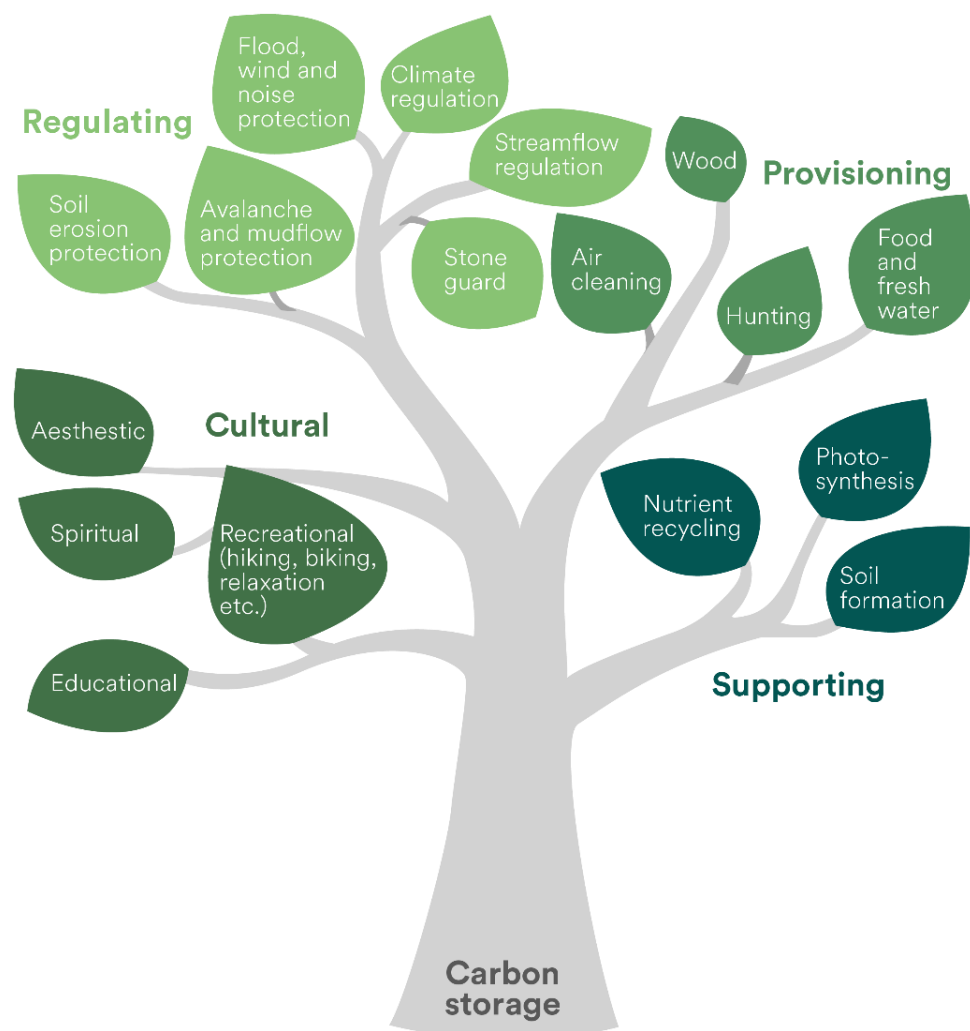 Regulating
Flood,
wind and
noise
protection
Climate
regulation
Streamflow
regulation
Soil
erosion
protection
Avalanche
and mudflow
protection
Stone
guard
Provisioning
Wood
Air
cleaning
Hunting
Food
and
fresh
water
Cultural
Aesthestic
Spiritual
Recreational
(hiking, biking,
relaxation
etc.)
Educational
Nutrient
recycling
Photo-
synthesis
Soil
formation
Supporting
Carbon
storage